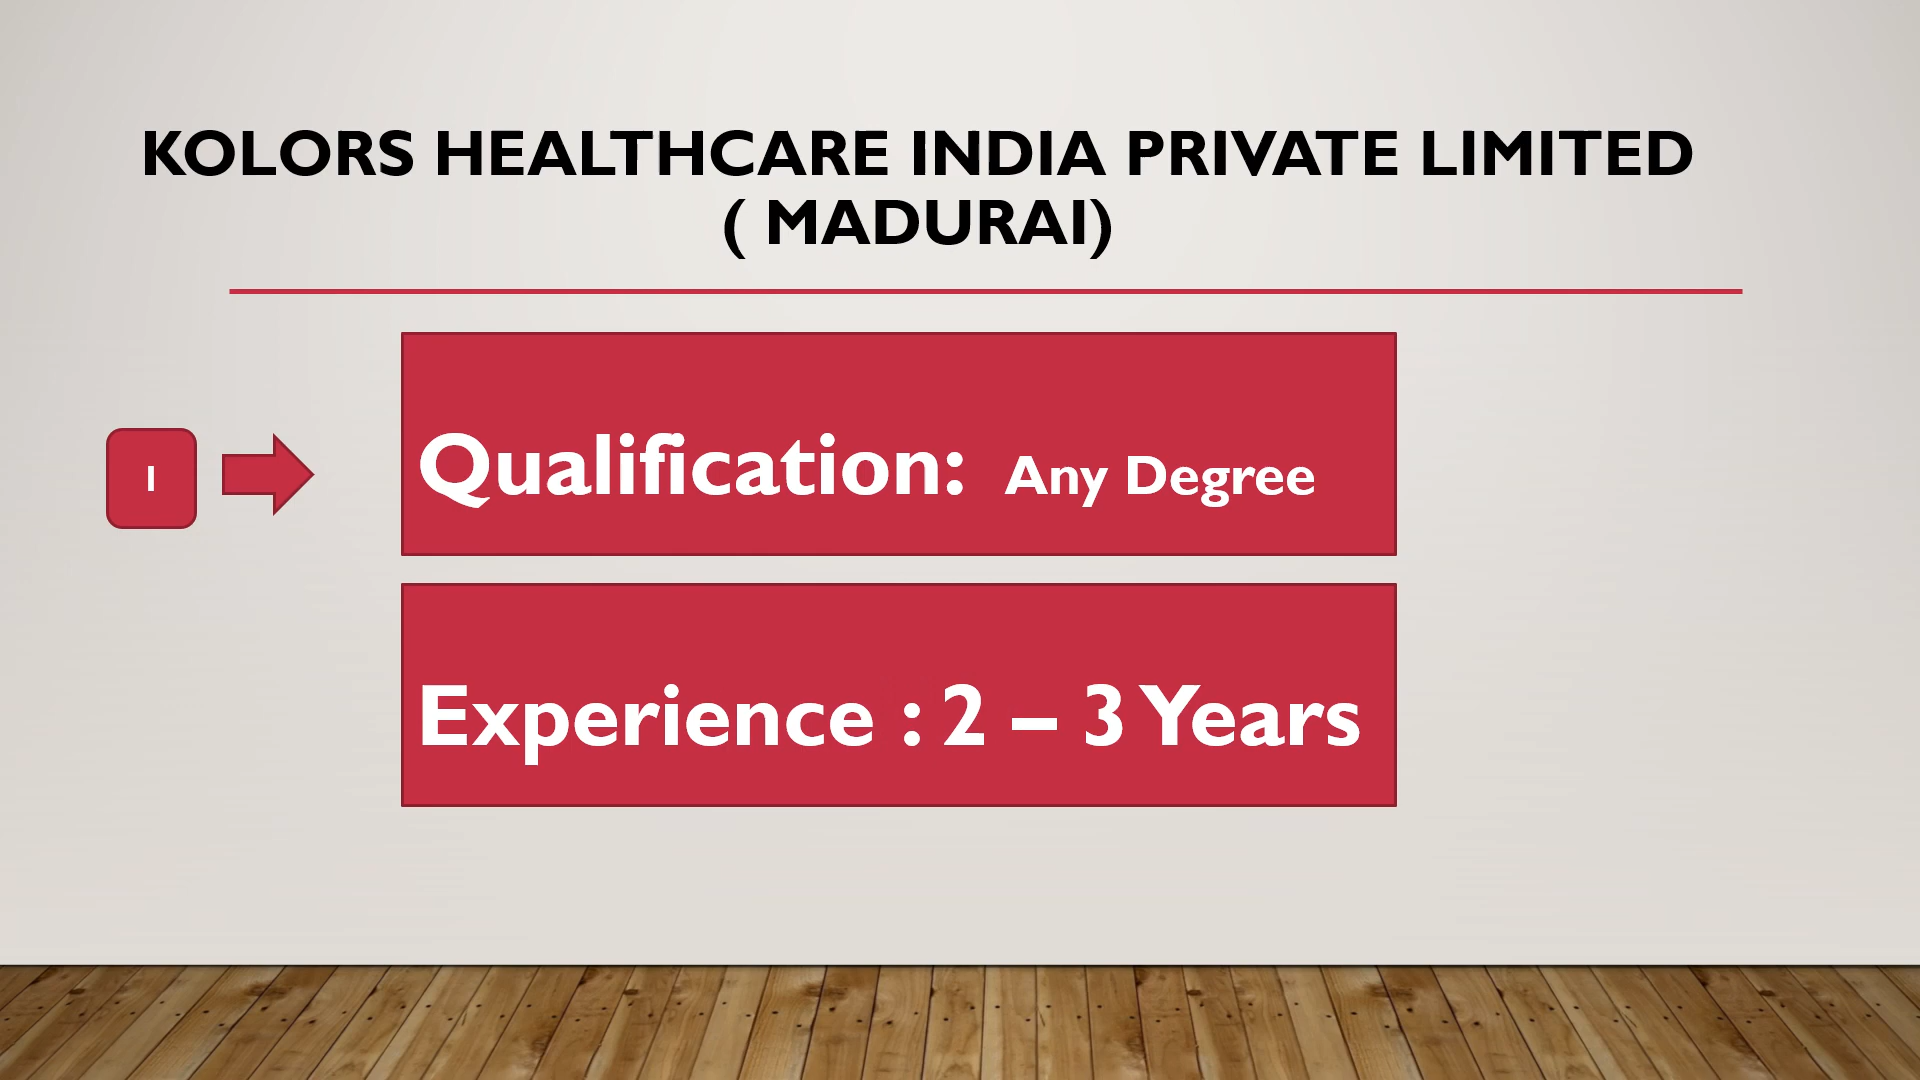 KOLORS HEALTHCARE INDIA PRIVATE LIMITED
( MADURAI)
1
Qualification: Any Degree
Experience : 2 – 3 Years